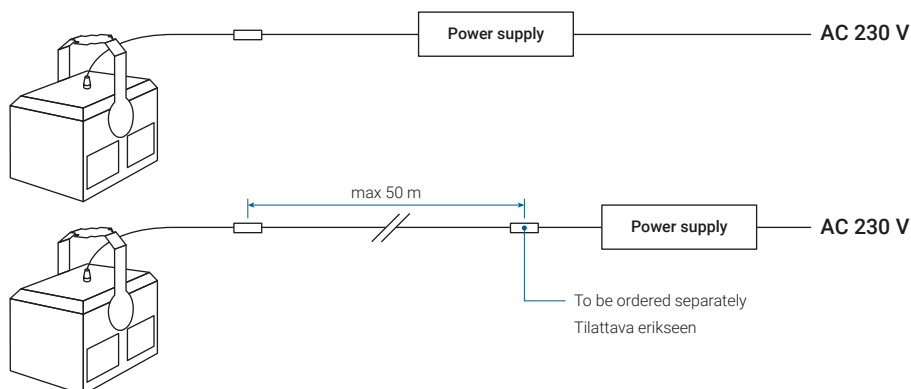 Power supply
AC 230 V
max 50 m
Power supply
AC 230 V
To be ordered separately
Tilattava erikseen